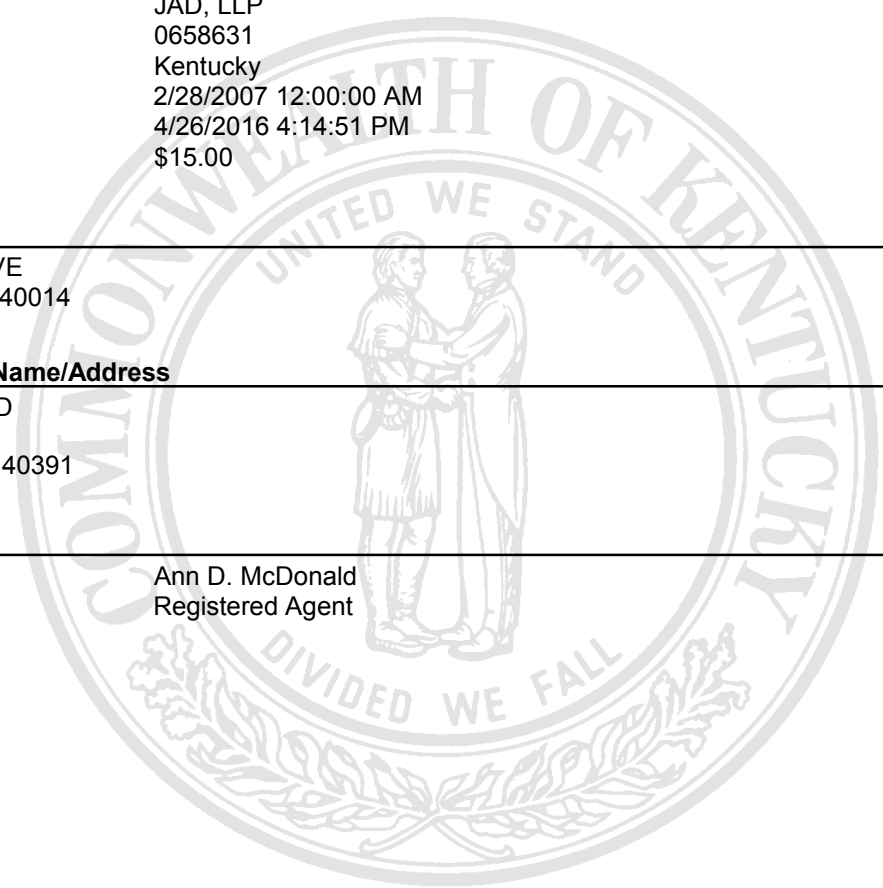 JAD, LLP
0658631
Kentucky
2/28/2007 12:00:00 AM
4/26/2016 4:14:51 PM
$15.00
COMMONWEALTH OF KENTUCKY
UNITED WE STAND
VE
40014
Name/Address
D
40391
Ann D. McDonald
Registered Agent
DIVIDED WE FALL